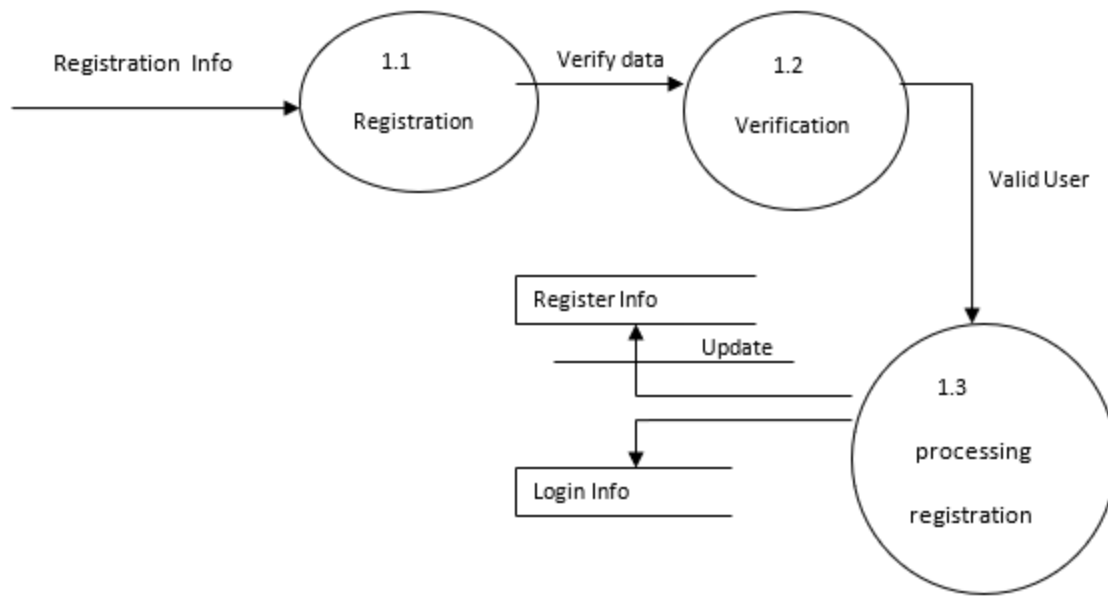 Registration Info
1.1
Registration
Verify data
1.2
Verification
Valid User
Register Info
Update
1.3
processing
registration
Login Info